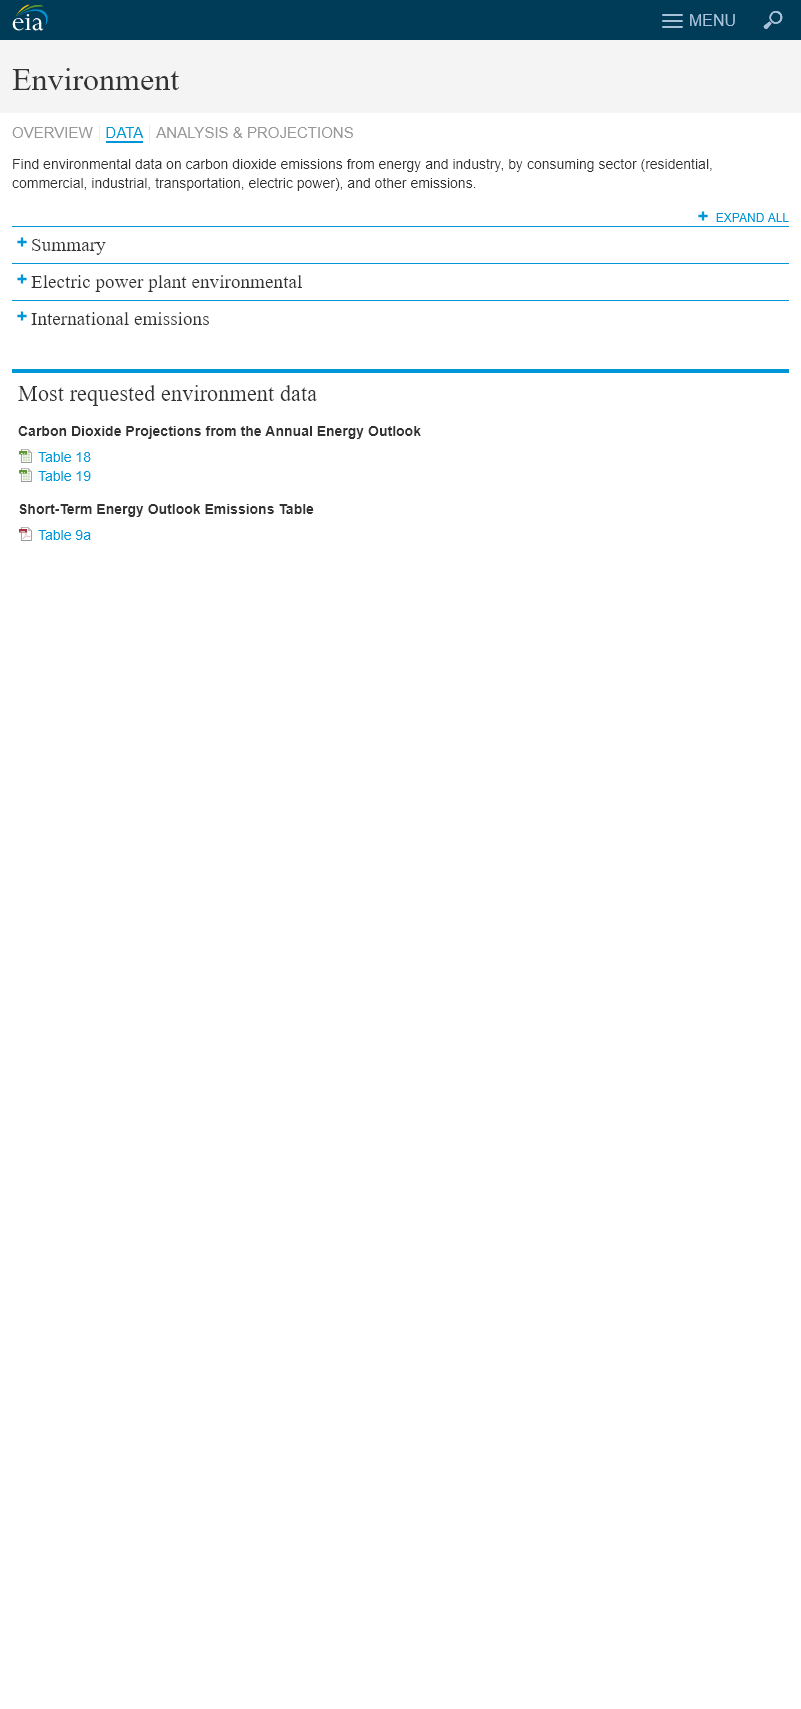 eia
MENU
Environment
OVERVIEW
DATA
ANALYSIS & PROJECTIONS
Find environmental data on carbon dioxide emissions from energy and industry, by consuming sector (residential,
commercial, industrial, transportation, electric power), and other emissions.
+ EXPAND ALL
+ Summary
+ Electric power plant environmental
+ International emissions
Most requested environment data
Carbon Dioxide Projections from the Annual Energy Outlook
Table 18
Table 19
Short-Term Energy Outlook Emissions Table
Table 9a